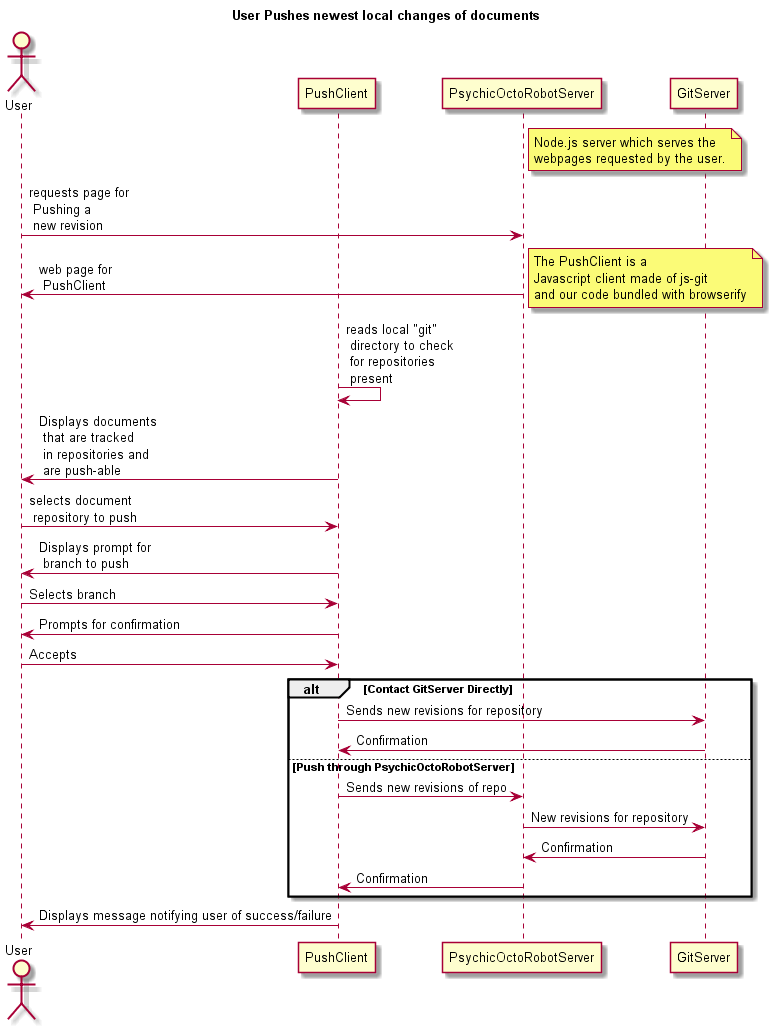 User Pushes newest local changes of documents
User
PushClient
PsychicOctoRobotServer
GitServer
Node.js server which serves the
webpages requested by the user.
requests page for
Pushing a
new revision
The PushClient is a
Javascript client made of js-git
and our code bundled with browserify
web page for
PushClient
reads local "git"
directory to check
for repositories
present
Displays documents
that are tracked
in repositories and
are push-able
selects document
repository to push
Displays prompt for
branch to push
Selects branch
Prompts for confirmation
Accepts
alt
[Contact GitServer Directly]
Sends new revisions for repository
Confirmation
[Push through PsychicOctoRobotServer]
Sends new revisions of repo
New revisions for repository
Confirmation
Confirmation
Displays message notifying user of success/failure
User
PushClient
PsychicOctoRobotServer
GitServer